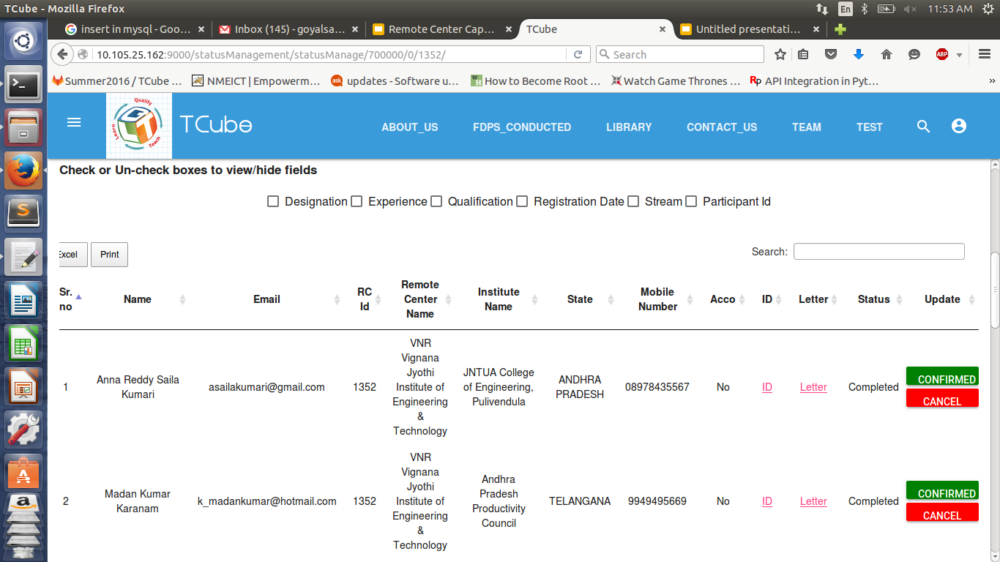 TCube - Mozilla Firefox
En
11:53 AM
insert in mysql - Goo...
Inbox (145) - goyalsa...
Remote Center Cap...
TCube
Untitled presentati...
10.105.25.162:9000/statusManagement/statusManage/700000/0/1352/
Search
ABP
Summer2016 / TCube ...
NMEICT | Empowerm...
ask
updates - Software u...
How to Become Root ...
Watch Game Thrones ...
Rp
API Integration in Pyt...
»
Qualify
Learn
Teach
TCube
ABOUT_US
FDPS_CONDUCTED
LIBRARY
CONTACT_US
TEAM
TEST
Check or Un-check boxes to view/hide fields
Designation Experience Qualification Registration Date Stream Participant Id
Excel
Print
Search:
Sr. no
Name
Email
RC Id
Remote Center Name
Institute Name
State
Mobile Number
Acco
ID
Letter
Status
Update
1
Anna Reddy Saila
Kumari
asailakumari@gmail.com
1352
VNR
Vignana
Jyothi
Institute of
Engineering
&
Technology
JNTUA College
of Engineering,
Pulivendula
ANDHRA
PRADESH
08978435567
No
ID
Letter
Completed
CONFIRMED
CANCEL
2
Madan Kumar
Karanam
k_madankumar@hotmail.com
1352
VNR
Vignana
Jyothi
Institute of
Engineering
&
Technology
Andhra
Pradesh
Productivity
Council
TELANGANA
9949495669
No
ID
Letter
Completed
CONFIRMED
CANCEL